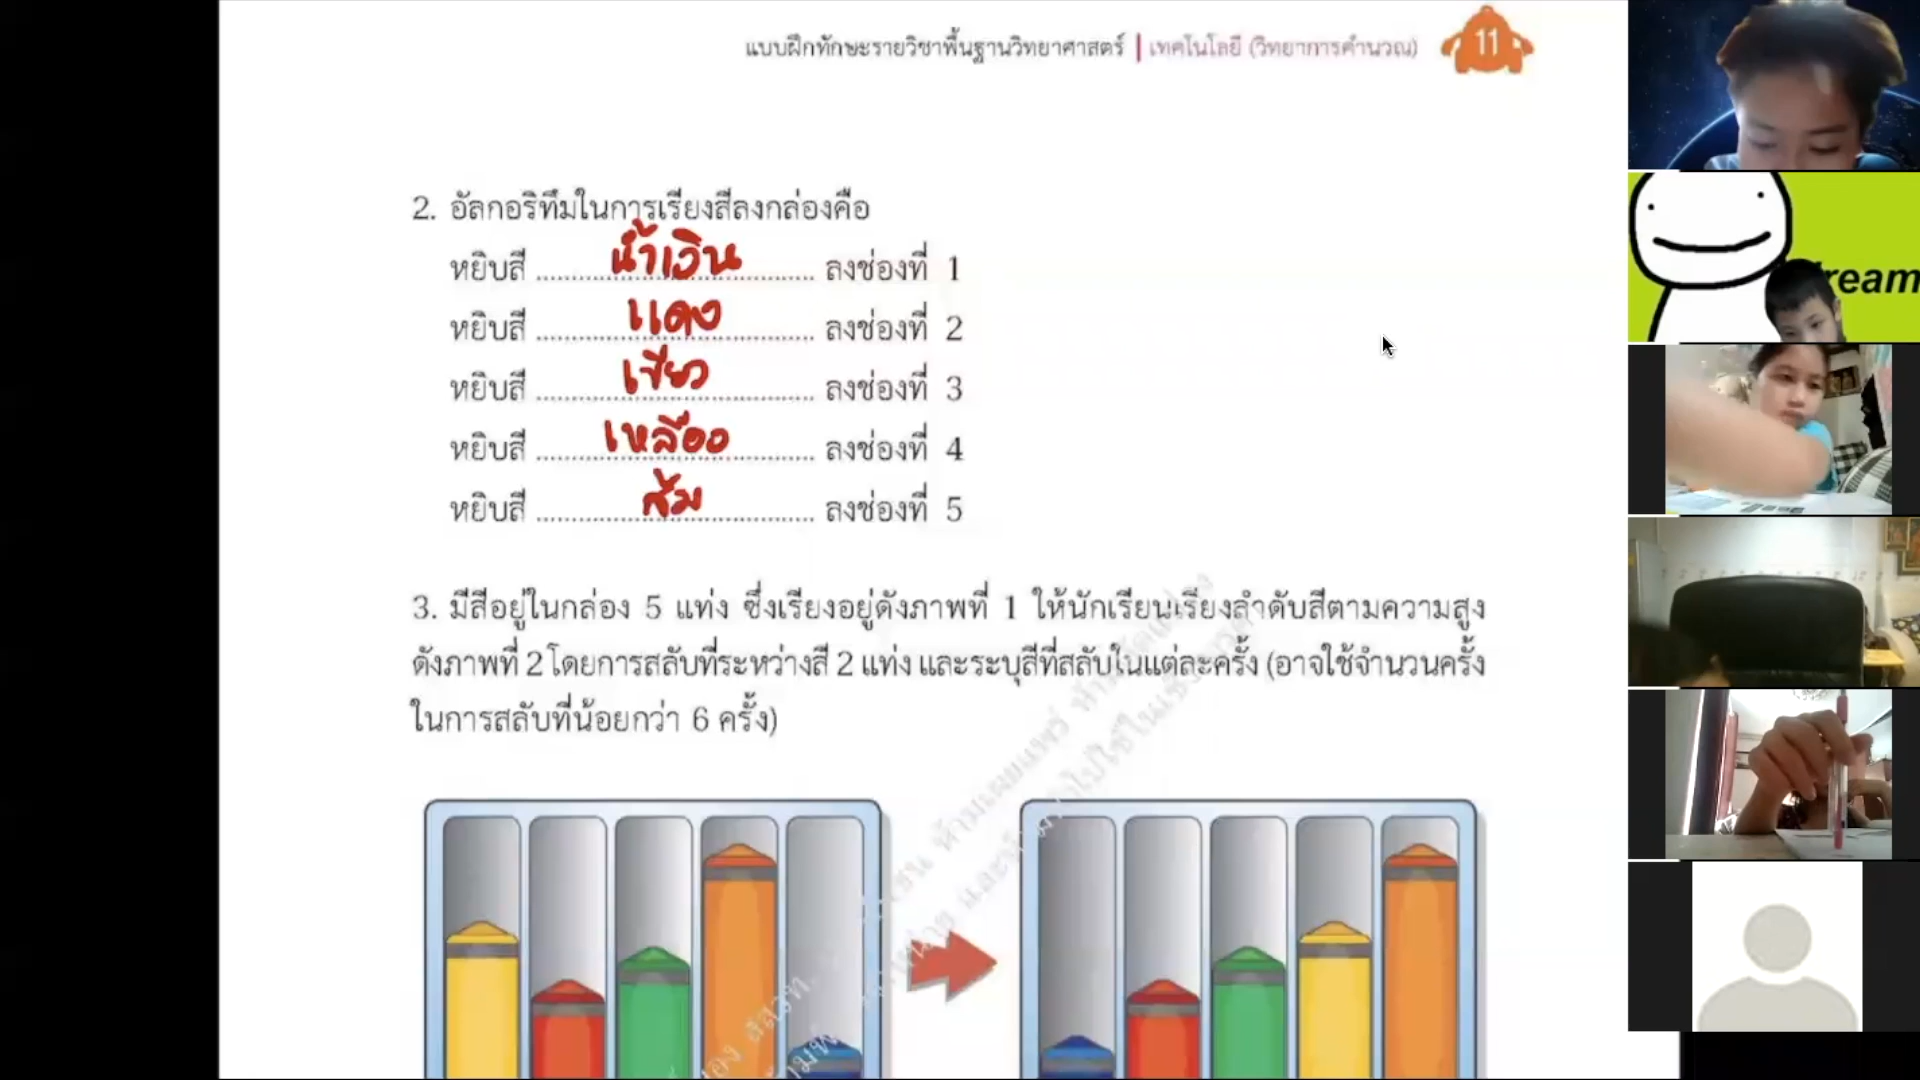 แบบฝึกทักษะรายวิชาพื้นฐานวิทยาศาสตร์ | เทคโนโลยี (วิทยาการคำนวณ) 11
2. อัลกอริทึมในการเรียงสีลงกล่องคือ
หยิบสี น้ำเงิน ลงช่องที่ 1
หยิบสี แดง ลงช่องที่ 2
หยิบสี เขียว ลงช่องที่ 3
หยิบสี เหลือง ลงช่องที่ 4
หยิบสี ส้ม ลงช่องที่ 5
3. มีสีอยู่ในกล่อง 5 แท่ง ซึ่งเรียงอยู่ดังภาพที่ 1 ให้นักเรียนเรียงลำดับสีตามความสูง
ดังภาพที่ 2 โดยการสลับที่ระหว่างสี 2 แท่ง และระบุสีที่สลับในแต่ละครั้ง (อาจใช้จำนวนครั้ง
ในการสลับที่น้อยกว่า 6 ครั้ง)
ream